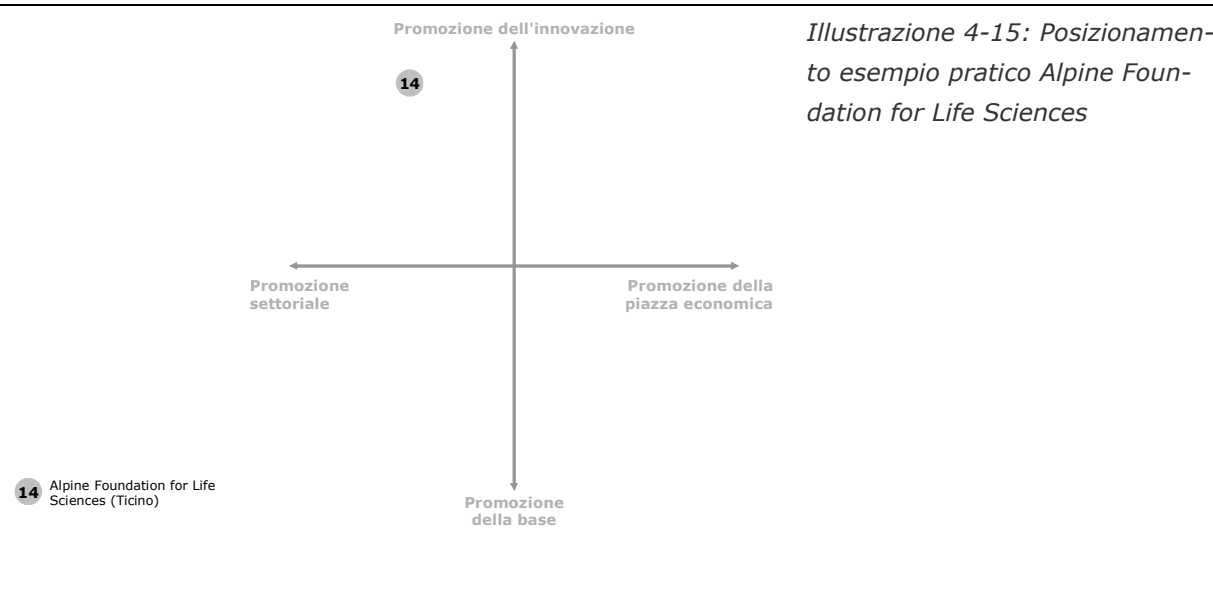 Promozione dell'innovazione
14
Promozione
settoriale
Promozione della
piazza economica
Promozione
della base
14 Alpine Foundation for Life
Sciences (Ticino)
Illustrazione 4-15: Posizionamen-
to esempio pratico Alpine Foun-
dation for Life Sciences